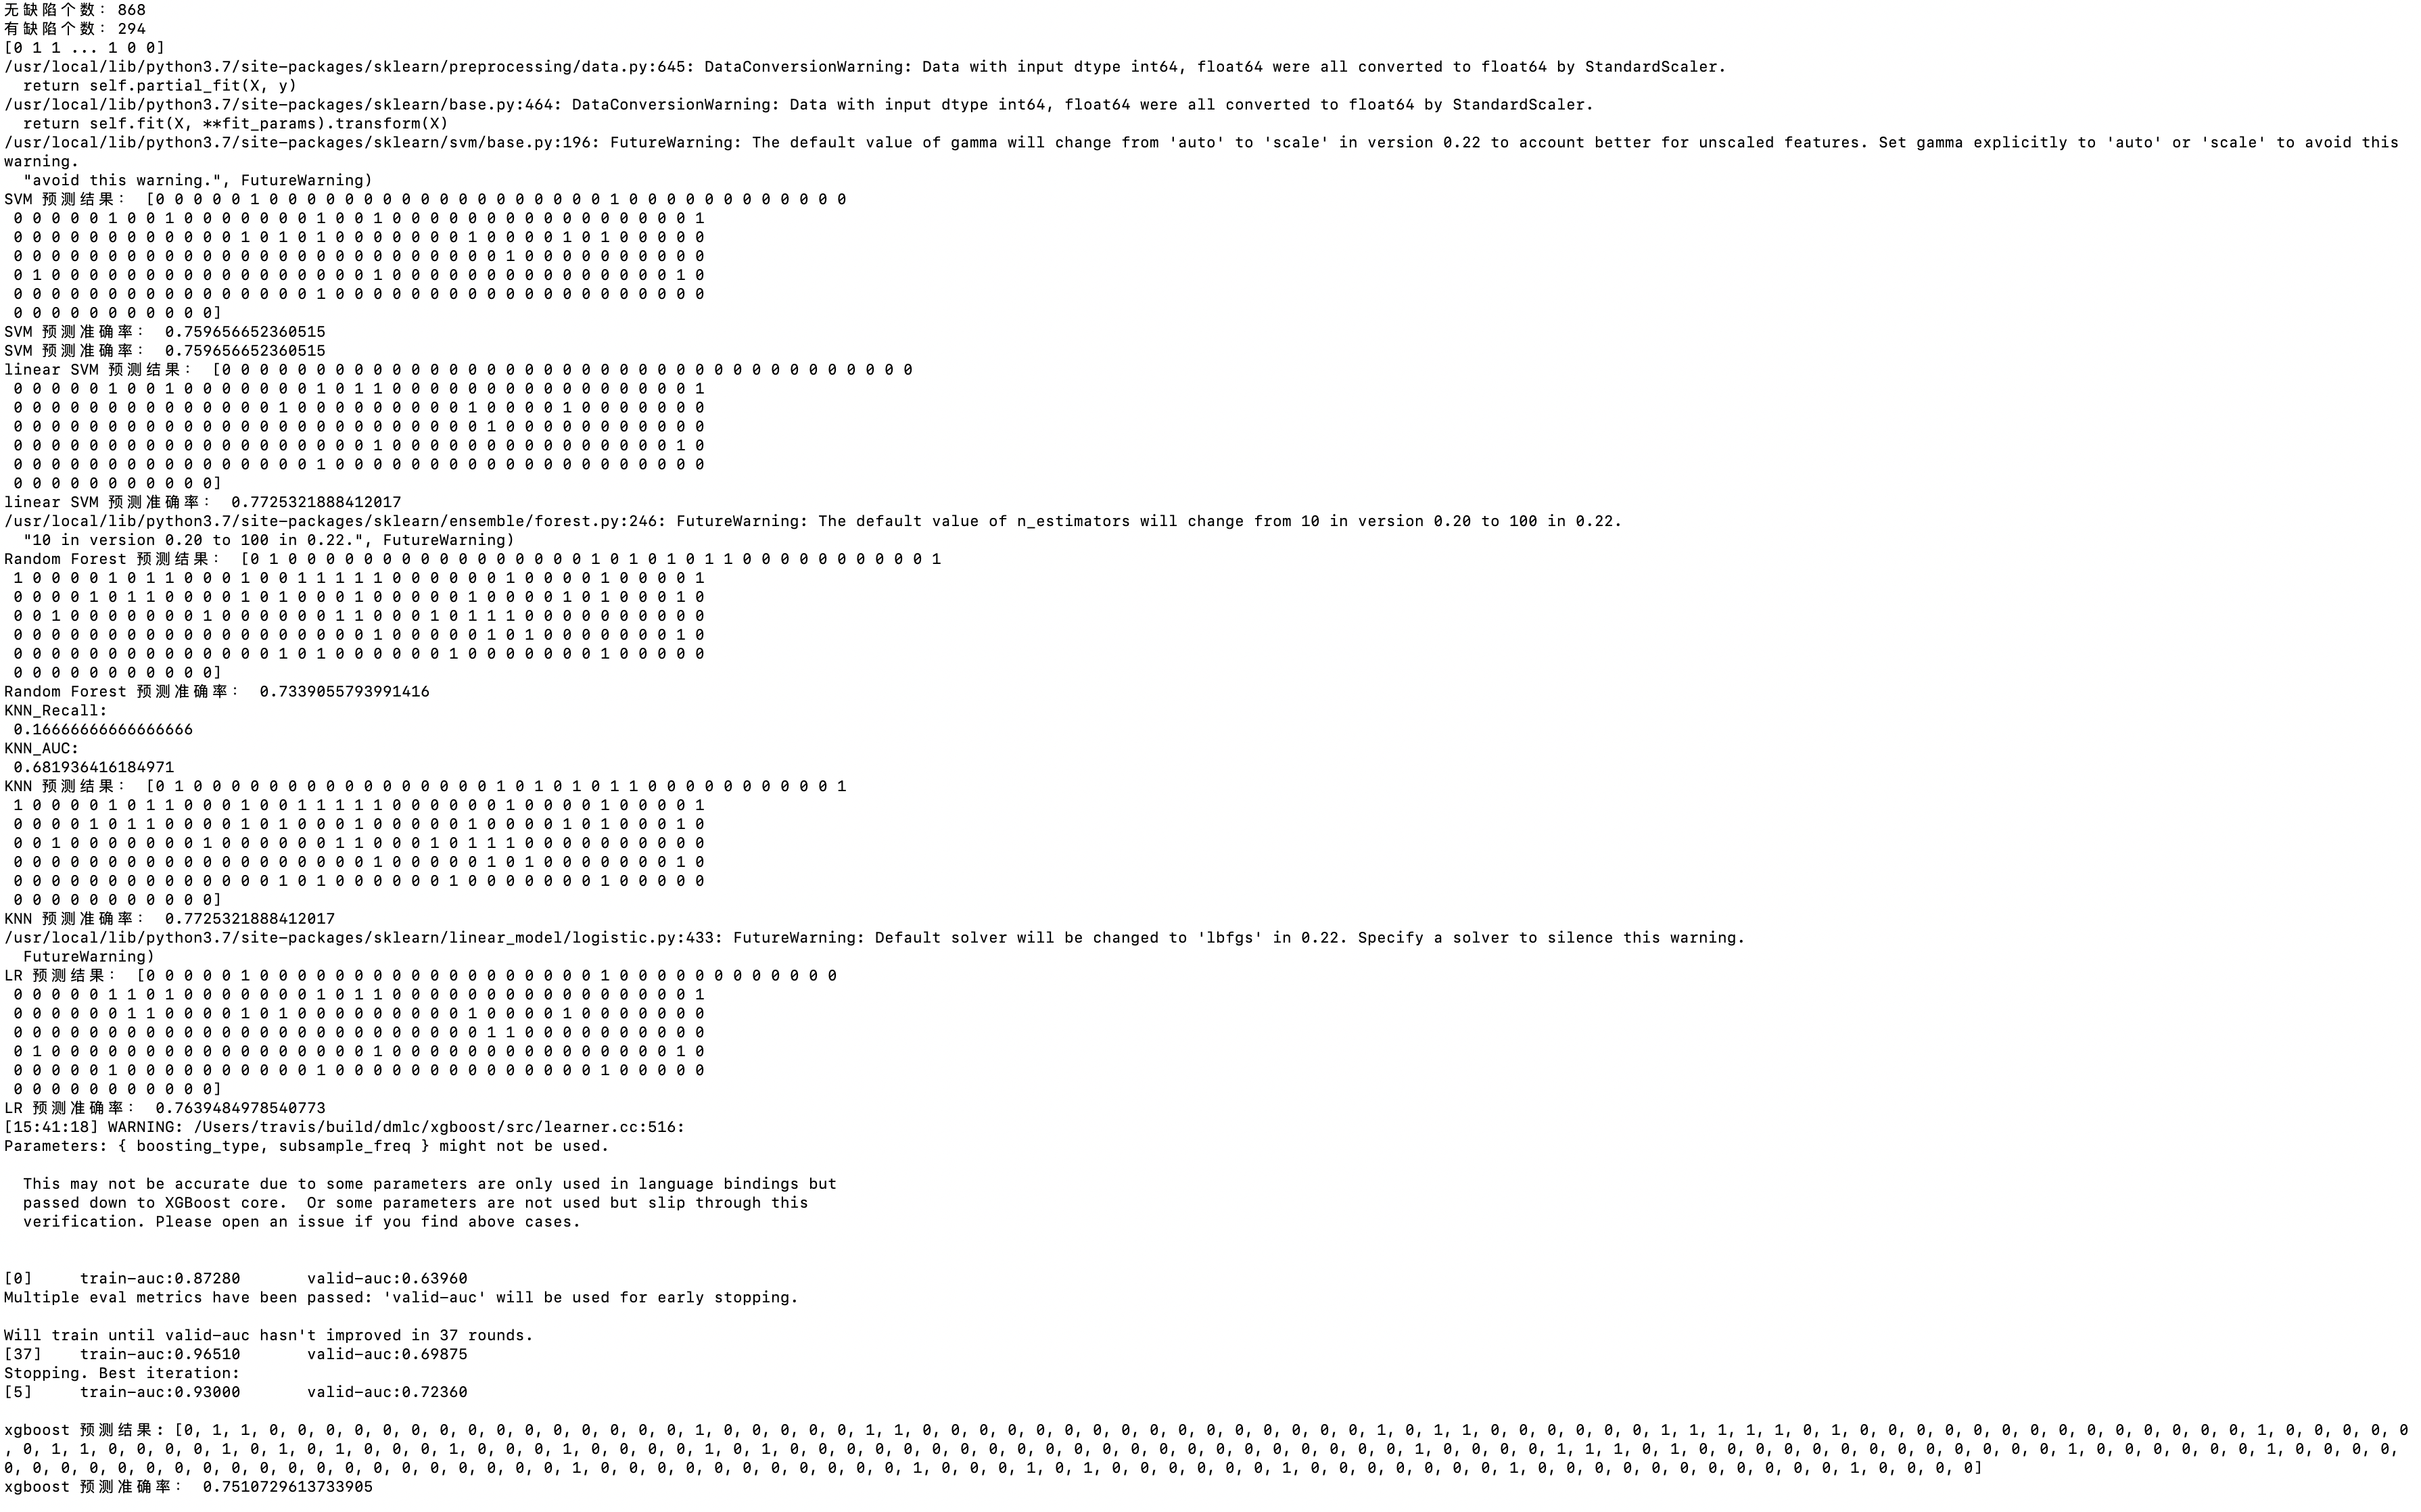 无缺陷个数: 868
有缺陷个数: 294
[0 1 1 ... 1 0 0]
/usr/local/lib/python3.7/site-packages/sklearn/preprocessing/data.py:645: DataConversionWarning: Data with input dtype int64, float64 were all converted to float64 by StandardScaler.
  return self.partial_fit(X, y)
/usr/local/lib/python3.7/site-packages/sklearn/base.py:464: DataConversionWarning: Data with input dtype int64, float64 were all converted to float64 by StandardScaler.
  return self.fit(X, **fit_params).transform(X)
/usr/local/lib/python3.7/site-packages/sklearn/svm/base.py:196: FutureWarning: The default value of gamma will change from 'auto' to 'scale' in version 0.22 to account better for unscaled features. Set gamma explicitly to 'auto' or 'scale' to avoid this
warning.
  "avoid this warning.", FutureWarning)
SVM 预测结果： [0 0 0 0 0 1 0 0 0 0 0 0 0 0 0 0 0 0 0 0 0 0 0 0 1 0 0 0 0 0 0 0 0 0 0 0 0
 0 0 0 0 0 1 0 0 1 0 0 0 0 0 0 0 1 0 0 1 0 0 0 0 0 0 0 0 0 0 0 0 0 0 0 0 1
 0 0 0 0 0 0 0 0 0 0 0 0 1 0 1 0 1 0 0 0 0 0 0 0 1 0 0 0 0 1 0 1 0 0 0 0 0
 0 0 0 0 0 0 0 0 0 0 0 0 0 0 0 0 0 0 0 0 0 0 0 0 0 0 1 0 0 0 0 0 0 0 0 0 0
 0 1 0 0 0 0 0 0 0 0 0 0 0 0 0 0 0 0 0 1 0 0 0 0 0 0 0 0 0 0 0 0 0 0 0 1 0
 0 0 0 0 0 0 0 0 0 0 0 0 0 0 0 0 1 0 0 0 0 0 0 0 0 0 0 0 0 0 0 0 0 0 0 0 0
 0 0 0 0 0 0 0 0 0 0 0]
SVM 预测准确率： 0.759656652360515
SVM 预测准确率： 0.759656652360515
linear SVM 预测结果： [0 0 0 0 0 0 0 0 0 0 0 0 0 0 0 0 0 0 0 0 0 0 0 0 0 0 0 0 0 0 0 0 0 0 0 0 0
 0 0 0 0 0 1 0 0 1 0 0 0 0 0 0 0 1 0 1 1 0 0 0 0 0 0 0 0 0 0 0 0 0 0 0 0 1
 0 0 0 0 0 0 0 0 0 0 0 0 0 0 1 0 0 0 0 0 0 0 0 0 1 0 0 0 0 1 0 0 0 0 0 0 0
 0 0 0 0 0 0 0 0 0 0 0 0 0 0 0 0 0 0 0 0 0 0 0 0 0 1 0 0 0 0 0 0 0 0 0 0 0
 0 0 0 0 0 0 0 0 0 0 0 0 0 0 0 0 0 0 0 1 0 0 0 0 0 0 0 0 0 0 0 0 0 0 0 1 0
 0 0 0 0 0 0 0 0 0 0 0 0 0 0 0 0 1 0 0 0 0 0 0 0 0 0 0 0 0 0 0 0 0 0 0 0 0
 0 0 0 0 0 0 0 0 0 0 0]
linear SVM 预测准确率： 0.7725321888412017
/usr/local/lib/python3.7/site-packages/sklearn/ensemble/forest.py:246: FutureWarning: The default value of n_estimators will change from 10 in version 0.20 to 100 in 0.22.
  "10 in version 0.20 to 100 in 0.22.", FutureWarning)
Random Forest 预测结果： [0 1 0 0 0 0 0 0 0 0 0 0 0 0 0 0 0 0 1 0 1 0 1 0 1 1 0 0 0 0 0 0 0 0 0 0 1
 1 0 0 0 0 1 0 1 1 0 0 0 1 0 0 1 1 1 1 1 0 0 0 0 0 0 1 0 0 0 0 1 0 0 0 0 1
 0 0 0 0 1 0 1 1 0 0 0 0 1 0 1 0 0 0 1 0 0 0 0 0 1 0 0 0 0 1 0 1 0 0 0 1 0
 0 0 1 0 0 0 0 0 0 0 1 0 0 0 0 0 0 1 1 0 0 0 1 0 1 1 1 0 0 0 0 0 0 0 0 0 0
 0 0 0 0 0 0 0 0 0 0 0 0 0 0 0 0 0 0 0 1 0 0 0 0 0 1 0 1 0 0 0 0 0 0 0 1 0
 0 0 0 0 0 0 0 0 0 0 0 0 0 0 1 0 1 0 0 0 0 0 0 1 0 0 0 0 0 0 0 1 0 0 0 0 0
 0 0 0 0 0 0 0 0 0 0 0]
Random Forest 预测准确率： 0.7339055793991416
KNN_Recall:
 0.16666666666666666
KNN_AUC:
 0.681936416184971
KNN 预测结果： [0 1 0 0 0 0 0 0 0 0 0 0 0 0 0 0 0 0 1 0 1 0 1 0 1 1 0 0 0 0 0 0 0 0 0 0 1
 1 0 0 0 0 1 0 1 1 0 0 0 1 0 0 1 1 1 1 1 0 0 0 0 0 0 1 0 0 0 0 1 0 0 0 0 1
 0 0 0 0 1 0 1 1 0 0 0 0 1 0 1 0 0 0 1 0 0 0 0 0 1 0 0 0 0 1 0 1 0 0 0 1 0
 0 0 1 0 0 0 0 0 0 0 1 0 0 0 0 0 0 1 1 0 0 0 1 0 1 1 1 0 0 0 0 0 0 0 0 0 0
 0 0 0 0 0 0 0 0 0 0 0 0 0 0 0 0 0 0 0 1 0 0 0 0 0 1 0 1 0 0 0 0 0 0 0 1 0
 0 0 0 0 0 0 0 0 0 0 0 0 0 0 1 0 1 0 0 0 0 0 0 1 0 0 0 0 0 0 0 1 0 0 0 0 0
 0 0 0 0 0 0 0 0 0 0 0]
KNN 预测准确率： 0.7725321888412017
/usr/local/lib/python3.7/site-packages/sklearn/linear_model/logistic.py:433: FutureWarning: Default solver will be changed to 'lbfgs' in 0.22. Specify a solver to silence this warning.
  FutureWarning)
LR 预测结果： [0 0 0 0 0 1 0 0 0 0 0 0 0 0 0 0 0 0 0 0 0 0 0 0 1 0 0 0 0 0 0 0 0 0 0 0 0
 0 0 0 0 0 1 1 0 1 0 0 0 0 0 0 0 1 0 1 1 0 0 0 0 0 0 0 0 0 0 0 0 0 0 0 0 1
 0 0 0 0 0 0 1 1 0 0 0 0 1 0 1 0 0 0 0 0 0 0 0 0 1 0 0 0 0 1 0 0 0 0 0 0 0
 0 0 0 0 0 0 0 0 0 0 0 0 0 0 0 0 0 0 0 0 0 0 0 0 0 1 1 0 0 0 0 0 0 0 0 0 0
 0 1 0 0 0 0 0 0 0 0 0 0 0 0 0 0 0 0 0 1 0 0 0 0 0 0 0 0 0 0 0 0 0 0 0 1 0
 0 0 0 0 0 1 0 0 0 0 0 0 0 0 0 0 1 0 0 0 0 0 0 0 0 0 0 0 0 0 0 1 0 0 0 0 0
 0 0 0 0 0 0 0 0 0 0 0]
LR 预测准确率： 0.7639484978540773
[15:41:18] WARNING: /Users/travis/build/dmlc/xgboost/src/learner.cc:516:
Parameters: { boosting_type, subsample_freq } might not be used.
  This may not be accurate due to some parameters are only used in language bindings but
  passed down to XGBoost core.  Or some parameters are not used but slip through this
  verification. Please open an issue if you find above cases.
[0]     train-auc:0.87280       valid-auc:0.63960
Multiple eval metrics have been passed: 'valid-auc' will be used for early stopping.
Will train until valid-auc hasn't improved in 37 rounds.
[37]    train-auc:0.96510       valid-auc:0.69875
Stopping. Best iteration:
[5]     train-auc:0.93000       valid-auc:0.72360
xgboost 预测结果：[0, 1, 1, 0, 0, 0, 0, 0, 0, 0, 0, 0, 0, 0, 0, 0, 0, 0, 1, 0, 0, 0, 0, 0, 1, 1, 0, 0, 0, 0, 0, 0, 0, 0, 0, 0, 0, 0, 0, 0, 0, 0, 1, 0, 1, 1, 0, 0, 0, 0, 0, 0, 1, 1, 1, 1, 1, 0, 1, 0, 0, 0, 0, 0, 0, 0, 0, 0, 0, 0, 0, 0, 0, 1, 0, 0, 0, 0, 0
, 0, 1, 1, 0, 0, 0, 0, 1, 0, 1, 0, 1, 0, 0, 0, 1, 0, 0, 0, 1, 0, 0, 0, 0, 1, 0, 1, 0, 0, 0, 0, 0, 0, 0, 0, 0, 0, 0, 0, 0, 0, 0, 0, 0, 0, 0, 0, 0, 0, 1, 0, 0, 0, 0, 1, 1, 1, 0, 1, 0, 0, 0, 0, 0, 0, 0, 0, 0, 0, 0, 0, 0, 1, 0, 0, 0, 0, 0, 0, 1, 0, 0, 0, 0,
0, 0, 0, 0, 0, 0, 0, 0, 0, 0, 0, 0, 0, 0, 0, 0, 0, 0, 0, 0, 1, 0, 0, 0, 0, 0, 0, 0, 0, 0, 0, 0, 1, 0, 0, 0, 1, 0, 1, 0, 0, 0, 0, 0, 0, 1, 0, 0, 0, 0, 0, 0, 0, 1, 0, 0, 0, 0, 0, 0, 0, 0, 0, 0, 0, 1, 0, 0, 0, 0]
xgboost 预测准确率： 0.7510729613733905